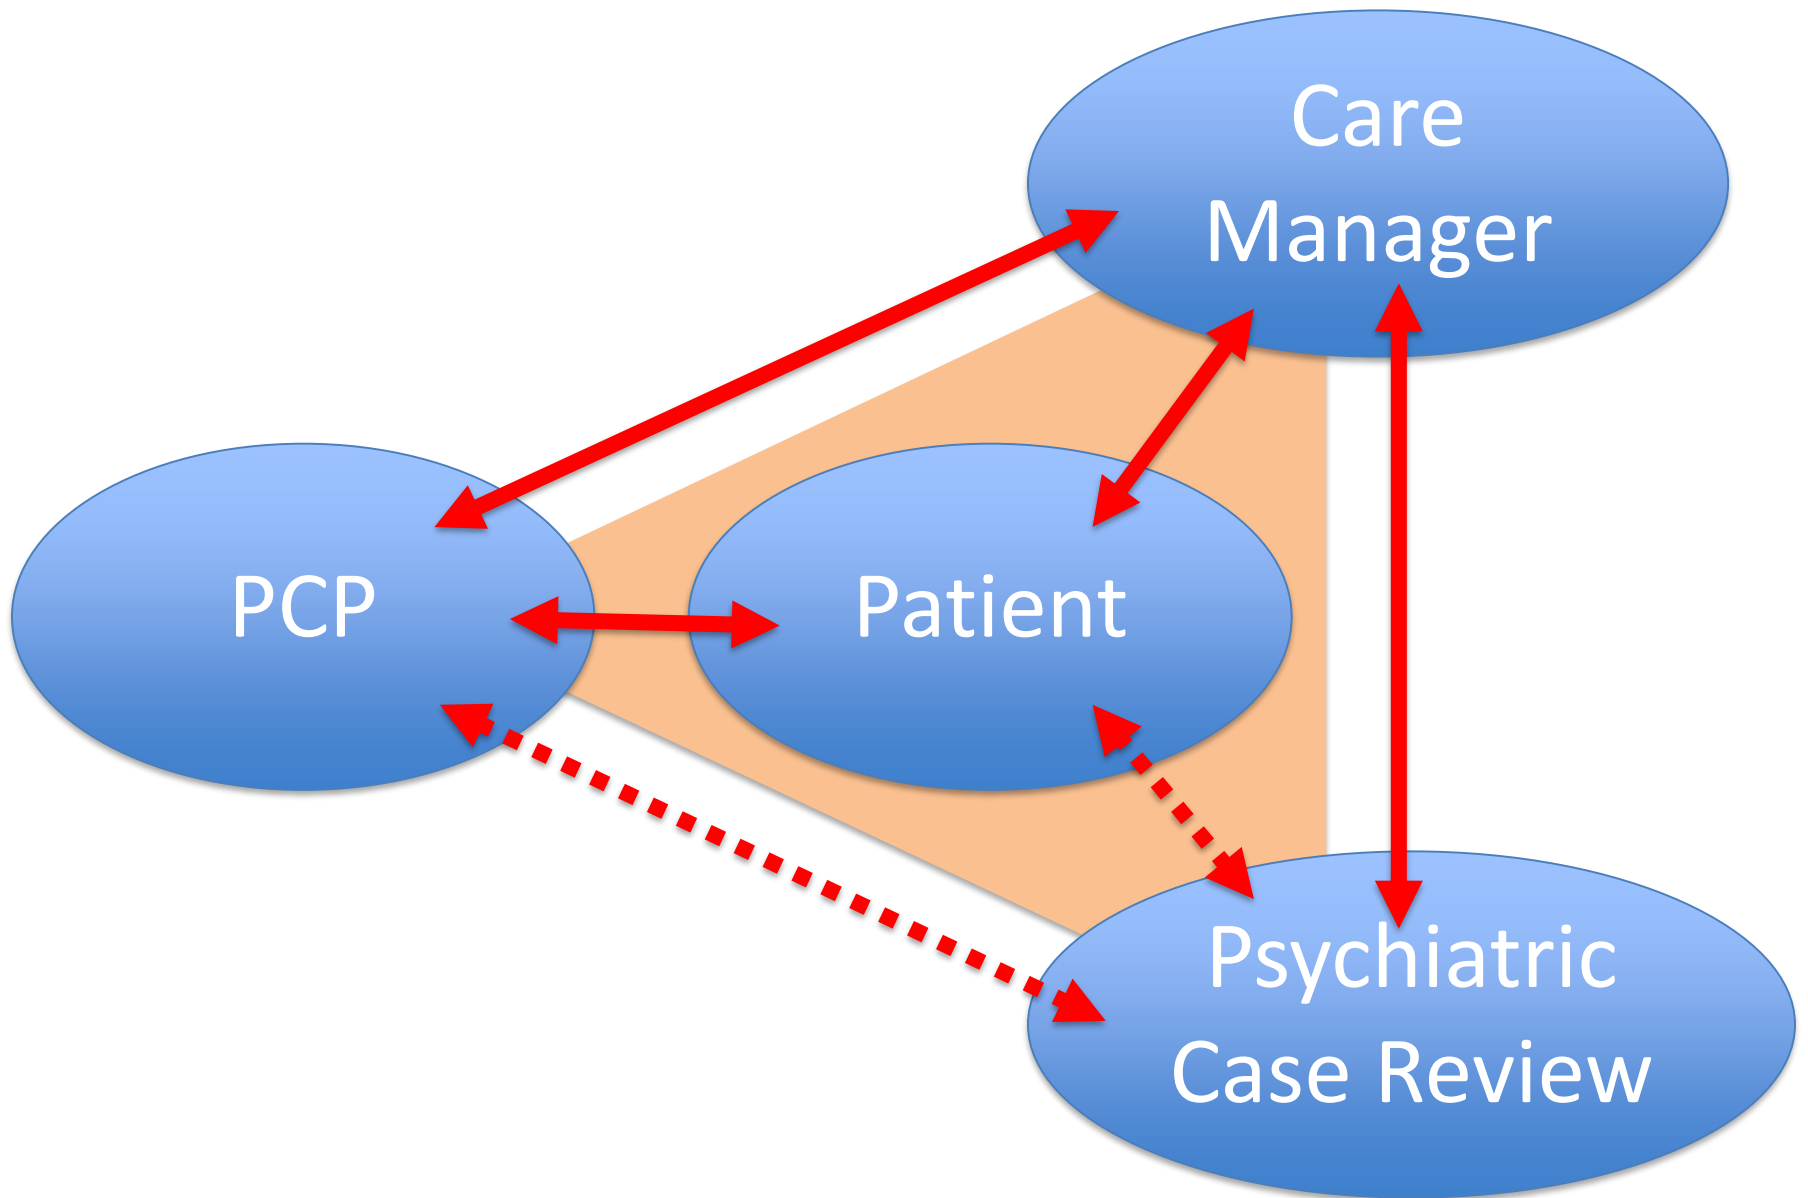 Care
Manager
PCP
Patient
Psychiatric
Case Review